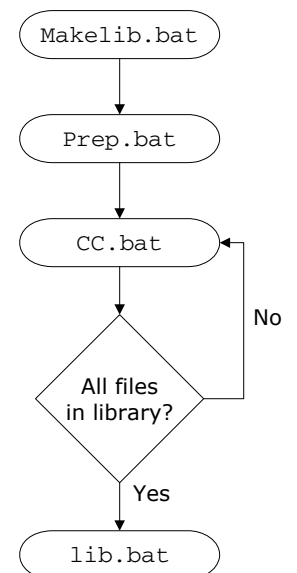 Makelib.bat
Prep.bat
CC.bat
No
All files
in library?
Yes
lib.bat